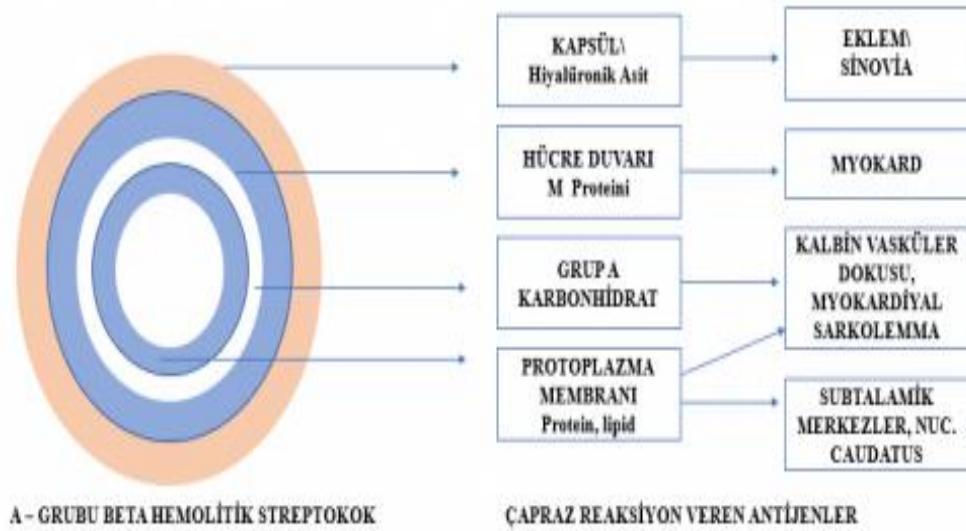 KAPSÜL\
Hiyalüronik Asit
EKLEM\
SİNOVİA
HÜCRE DUVARI
M Proteini
MYOKARD
GRUP A
KARBONHİDRAT
KALBİN VASKÜLER
DOKUSU,
MYOKARDİYAL
SARKOLEMMA
PROTOPLAZMA
MEMBRANI
Protein, lipid
SUBTALAMİK
MERKEZLER, NUC.
CAUDATUS
A – GRUBU BETA HEMOLİTİK STREPTOKOK
ÇAPRAZ REAKSİYON VEREN ANTİJENLER